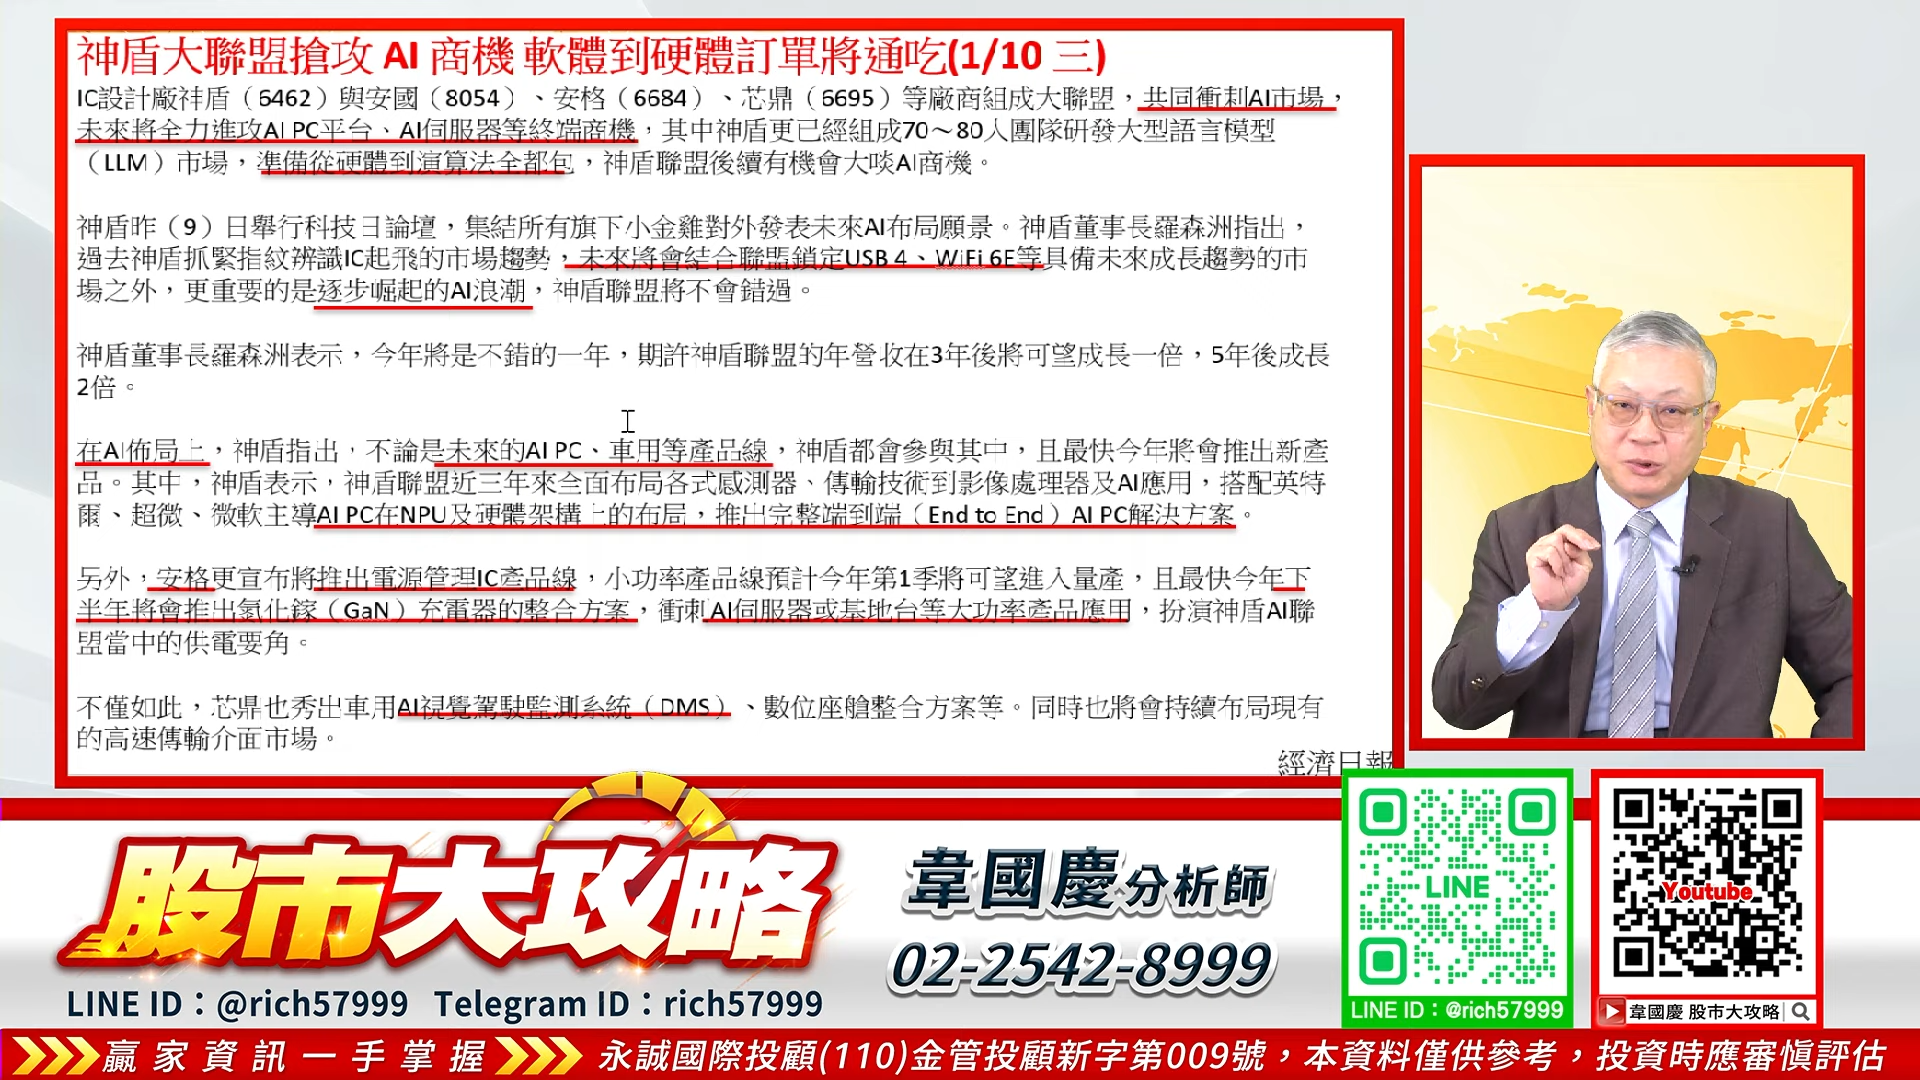 神盾大聯盟搶攻 AI 商機 軟體到硬體訂單將通吃(1/10 三)
IC設計廠神盾（6462）與安國（8054）、安格（6684）、芯鼎（6695）等廠商組成大聯盟，共同衝刺AI市場，
未來將全力進攻AI PC平台、AI伺服器等終端商機，其中神盾更已經組成70～80人團隊研發大型語言模型
（LLM）市場，準備從硬體到演算法全都包，神盾聯盟後續有機會大啖AI商機。
神盾昨（9）日舉行科技日論壇，集結所有旗下小金雞對外發表未來AI布局願景。神盾董事長羅森洲指出，
過去神盾抓緊指紋辨識IC起飛的市場趨勢，未來將會結合聯盟鎖定USB 4、WiFi 6E等具備未來成長趨勢的市
場之外，更重要的是逐步崛起的AI浪潮，神盾聯盟將不會錯過。
神盾董事長羅森洲表示，今年將是不錯的一年，期許神盾聯盟的年營收在3年後將可望成長一倍，5年後成長
2倍。
在AI佈局上，神盾指出，不論是未來的AI PC、車用等產品線，神盾都會參與其中，且最快今年將會推出新產
品。其中，神盾表示，神盾聯盟近三年來全面布局各式感測器、傳輸技術到影像處理器及AI應用，搭配英特
爾、超微、微軟主導AI PC在NPU及硬體架構上的布局，推出完整端到端（End to End）AI PC解決方案。
另外，安格更宣布將推出電源管理IC產品線，小功率產品線預計今年第1季將可望進入量產，且最快今年下
半年將會推出氮化鎵（GaN）充電器的整合方案，衝刺AI伺服器或基地台等大功率產品應用，扮演神盾AI聯
盟當中的供電要角。
不僅如此，芯鼎也秀出車用AI視覺駕駛監測系統（DMS）、數位座艙整合方案等。同時也將會持續布局現有
的高速傳輸介面市場。
經濟日報
股市大攻略
LINE ID：@rich57999 Telegram ID：rich57999
韋國慶分析師
02-2542-8999
LINE
LINE ID：@rich57999
Youtube
韋國慶 股市大攻略
贏家資訊一手掌握
永誠國際投顧(110)金管投顧新字第009號，本資料僅供參考，投資時應審慎評估